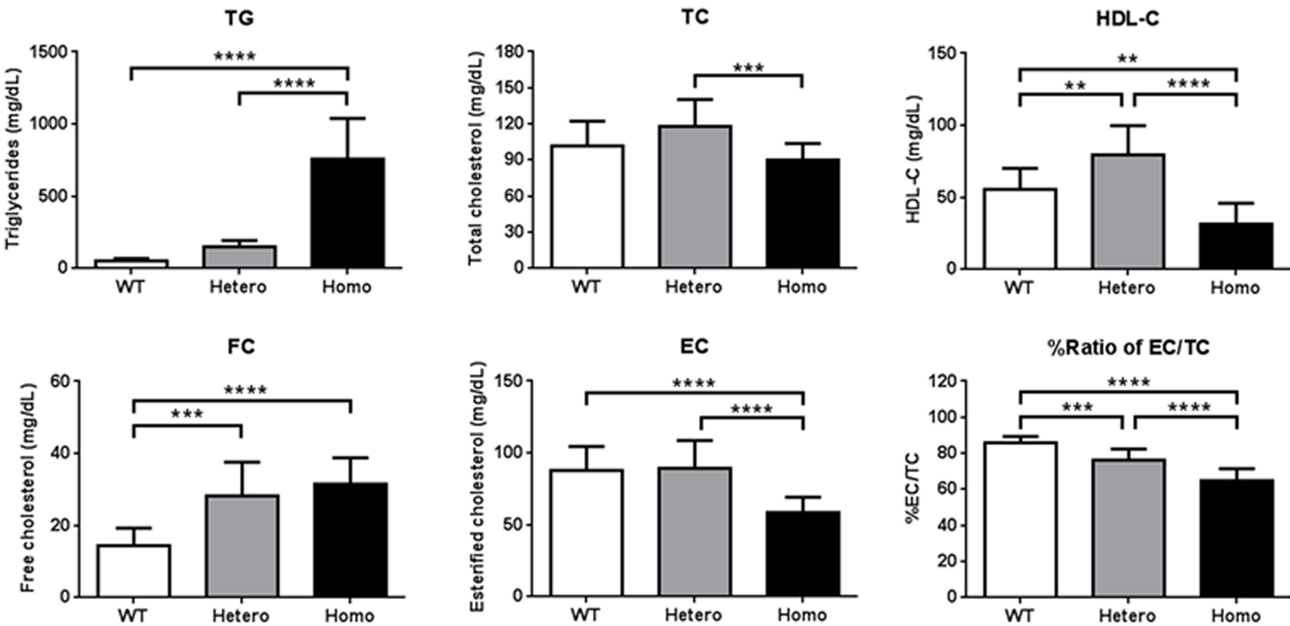 TG
Triglycerides (mg/dL)
1500
1000
500
0
****
****
WT Hetero Homo
TC
Total cholesterol (mg/dL)
180
150
120
90
60
30
0
***
WT Hetero Homo
HDL-C
HDL-C (mg/dL)
150
100
50
0
**
** ****
WT Hetero Homo
FC
Free cholesterol (mg/dL)
60
40
20
0
****
***
WT Hetero Homo
EC
Esterified cholesterol (mg/dL)
150
100
50
0
****
****
WT Hetero Homo
%Ratio of EC/TC
%EC/TC
120
100
80
60
40
20
0
****
*** ****
WT Hetero Homo